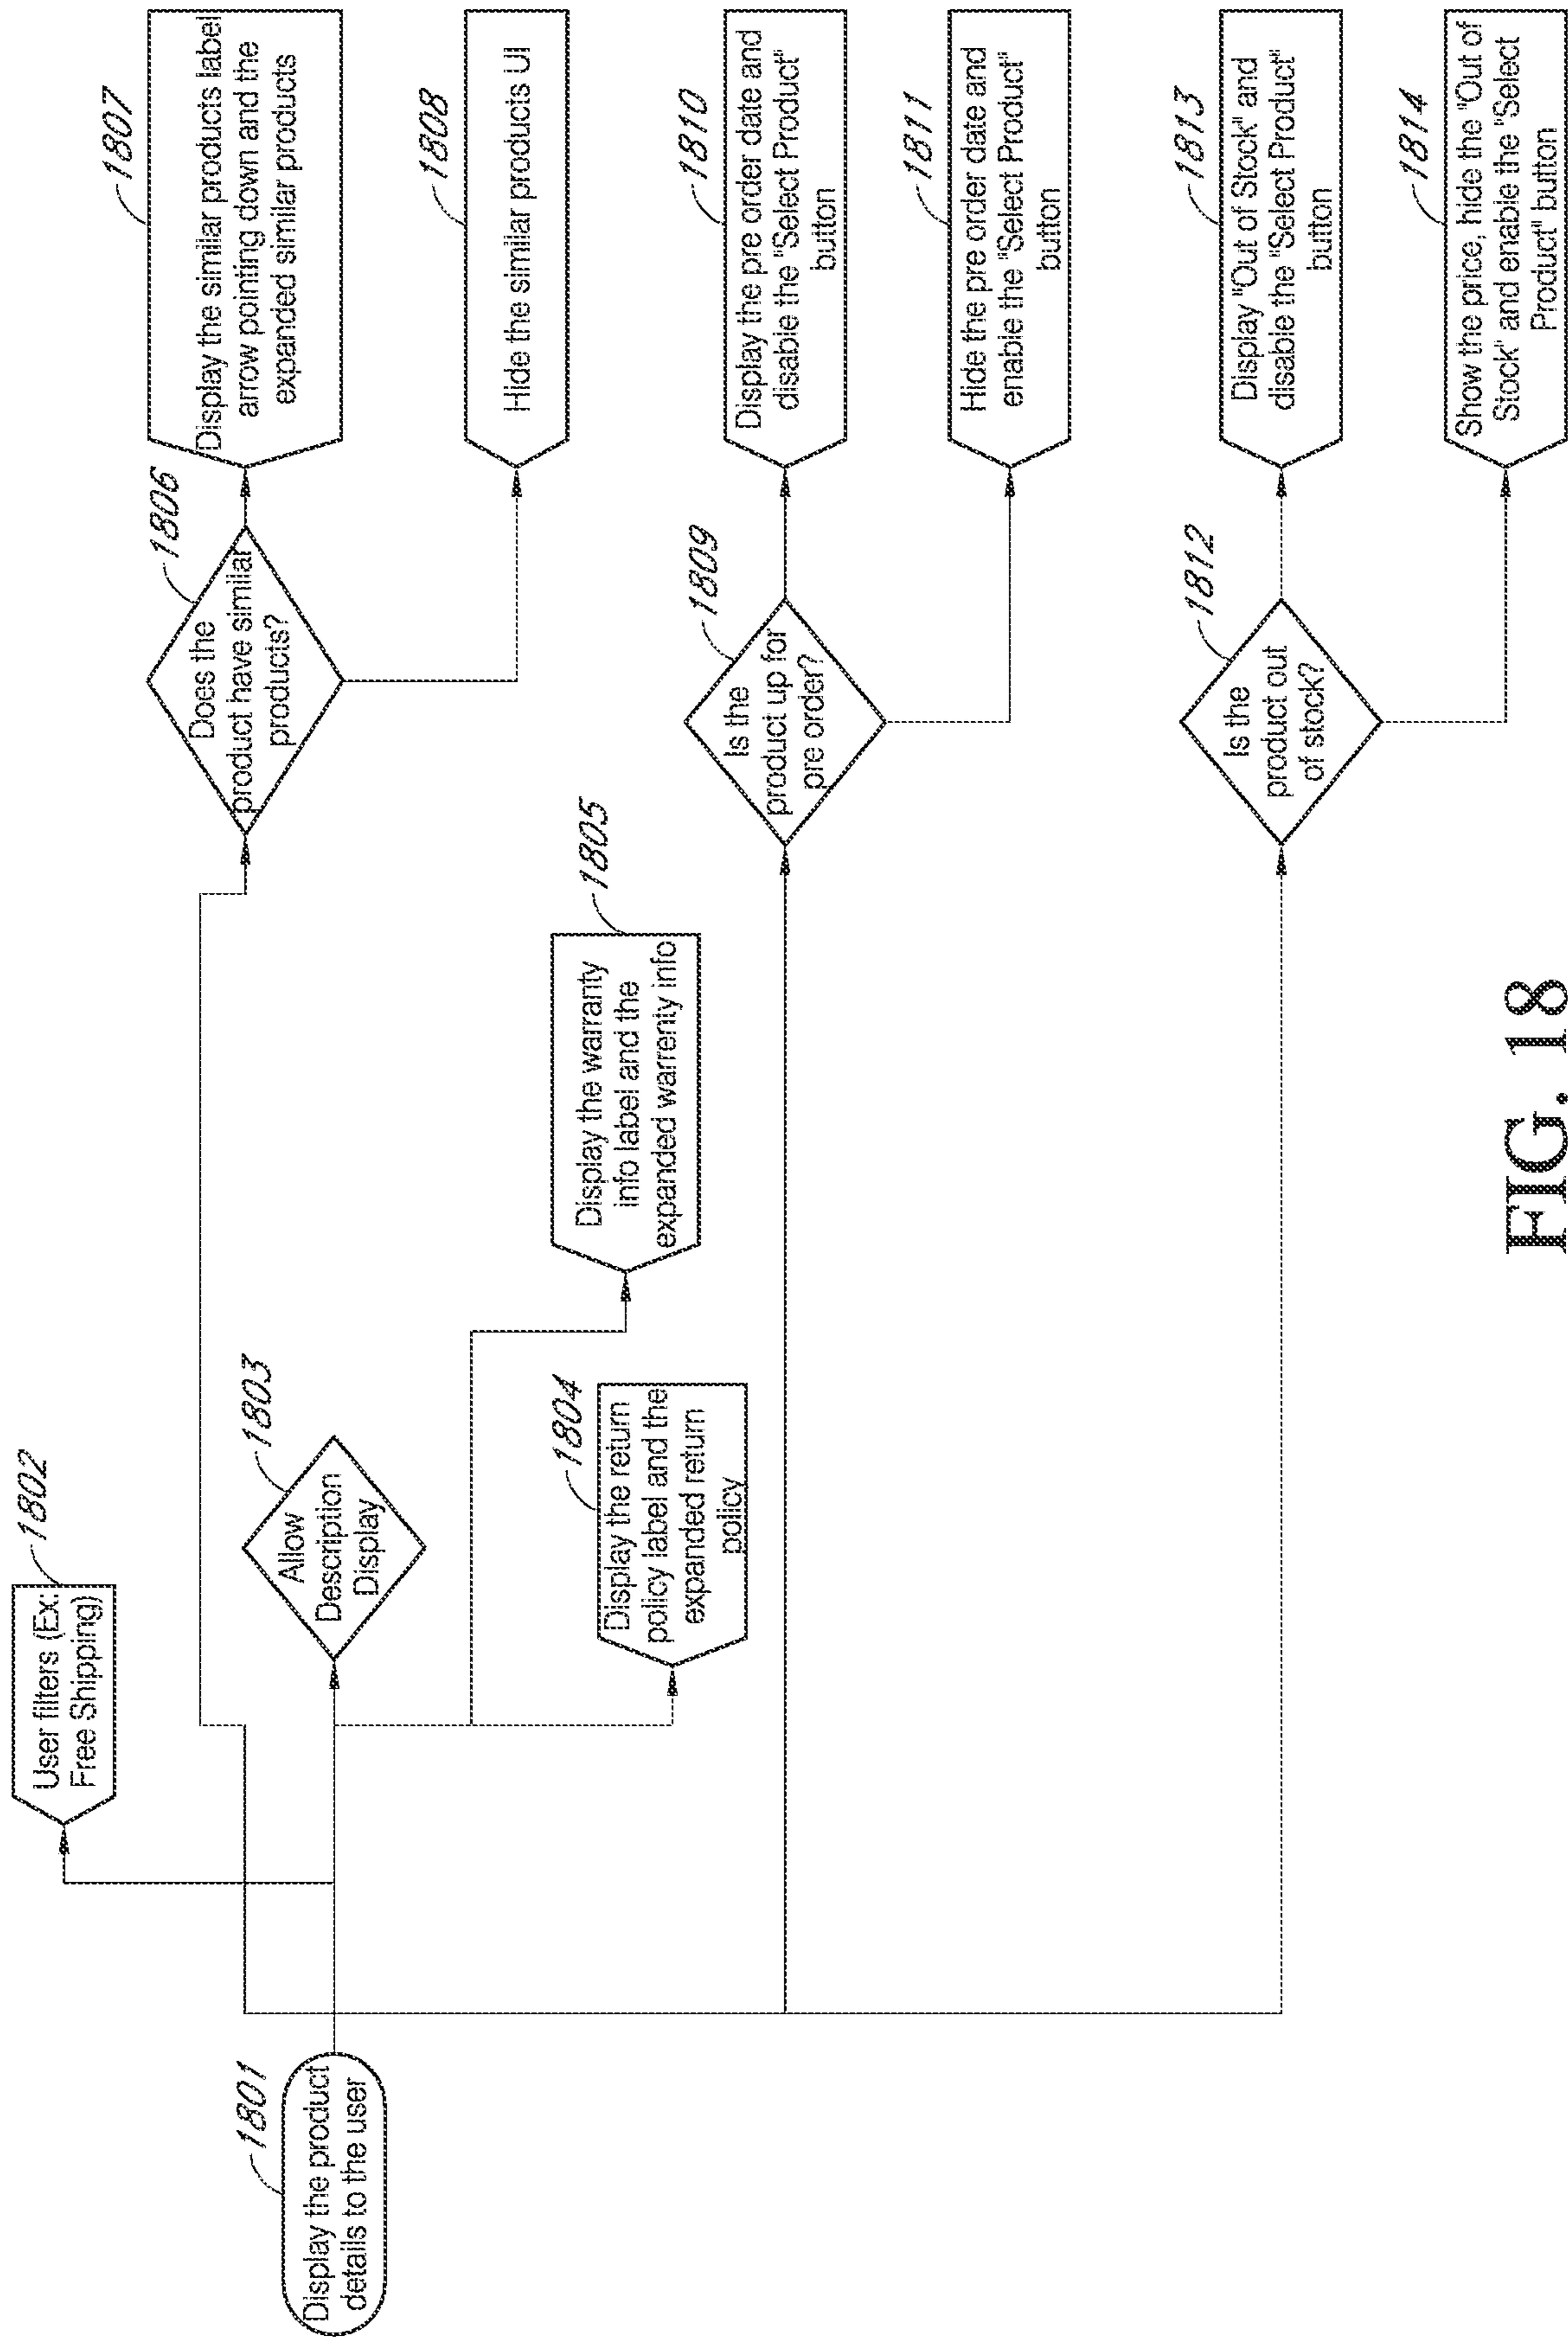 1801
Display the product
details to the user
1802
User filters (Ex:
Free Shipping)
1803
Allow
Description
Display
1804
Display the return
policy label and the
expanded return
policy
1805
Display the warranty
info label and the
expanded warrenty info
1806
Does the
product have similar
products?
1807
Display the similar products label
arrow pointing down and the
expanded similar products
1808
Hide the similar products UI
1809
Is the
product up for
pre order?
1810
Display the pre order date and
disable the "Select Product"
button
1811
Hide the pre order date and
enable the "Select Product"
button
1812
Is the
product out
of stock?
1813
Display "Out of Stock" and
disable the "Select Product"
button
1814
Show the price, hide the "Out of
Stock" and enable the "Select
Product" button
FIG. 18